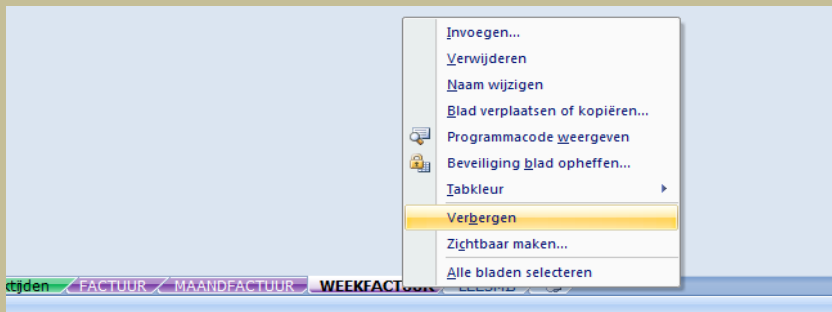 Invoegen...
Verwijderen
Naam wijzigen
Blad verplaatsen of kopiëren...
Programmacode weergeven
Beveiliging blad opheffen...
Tabkleur
Verbergen
Zichtbaar maken...
Alle bladen selecteren
FACTUUR MAANDFACTUUR WEEKFACTUUR